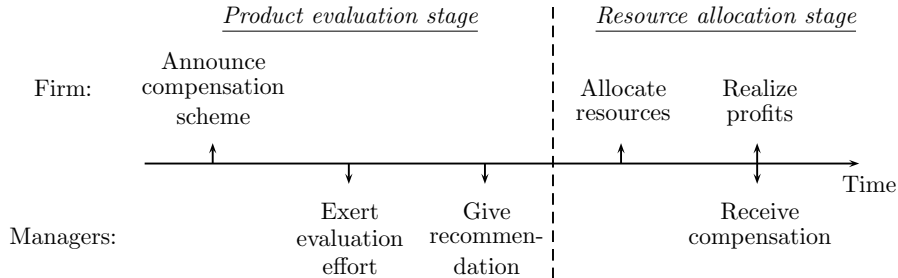 Product evaluation stage
Resource allocation stage
Firm:
Announce
compensation
scheme
Allocate
resources
Realize
profits
Time
Managers:
Exert
evaluation
effort
Give
recommen-
dation
Receive
compensation